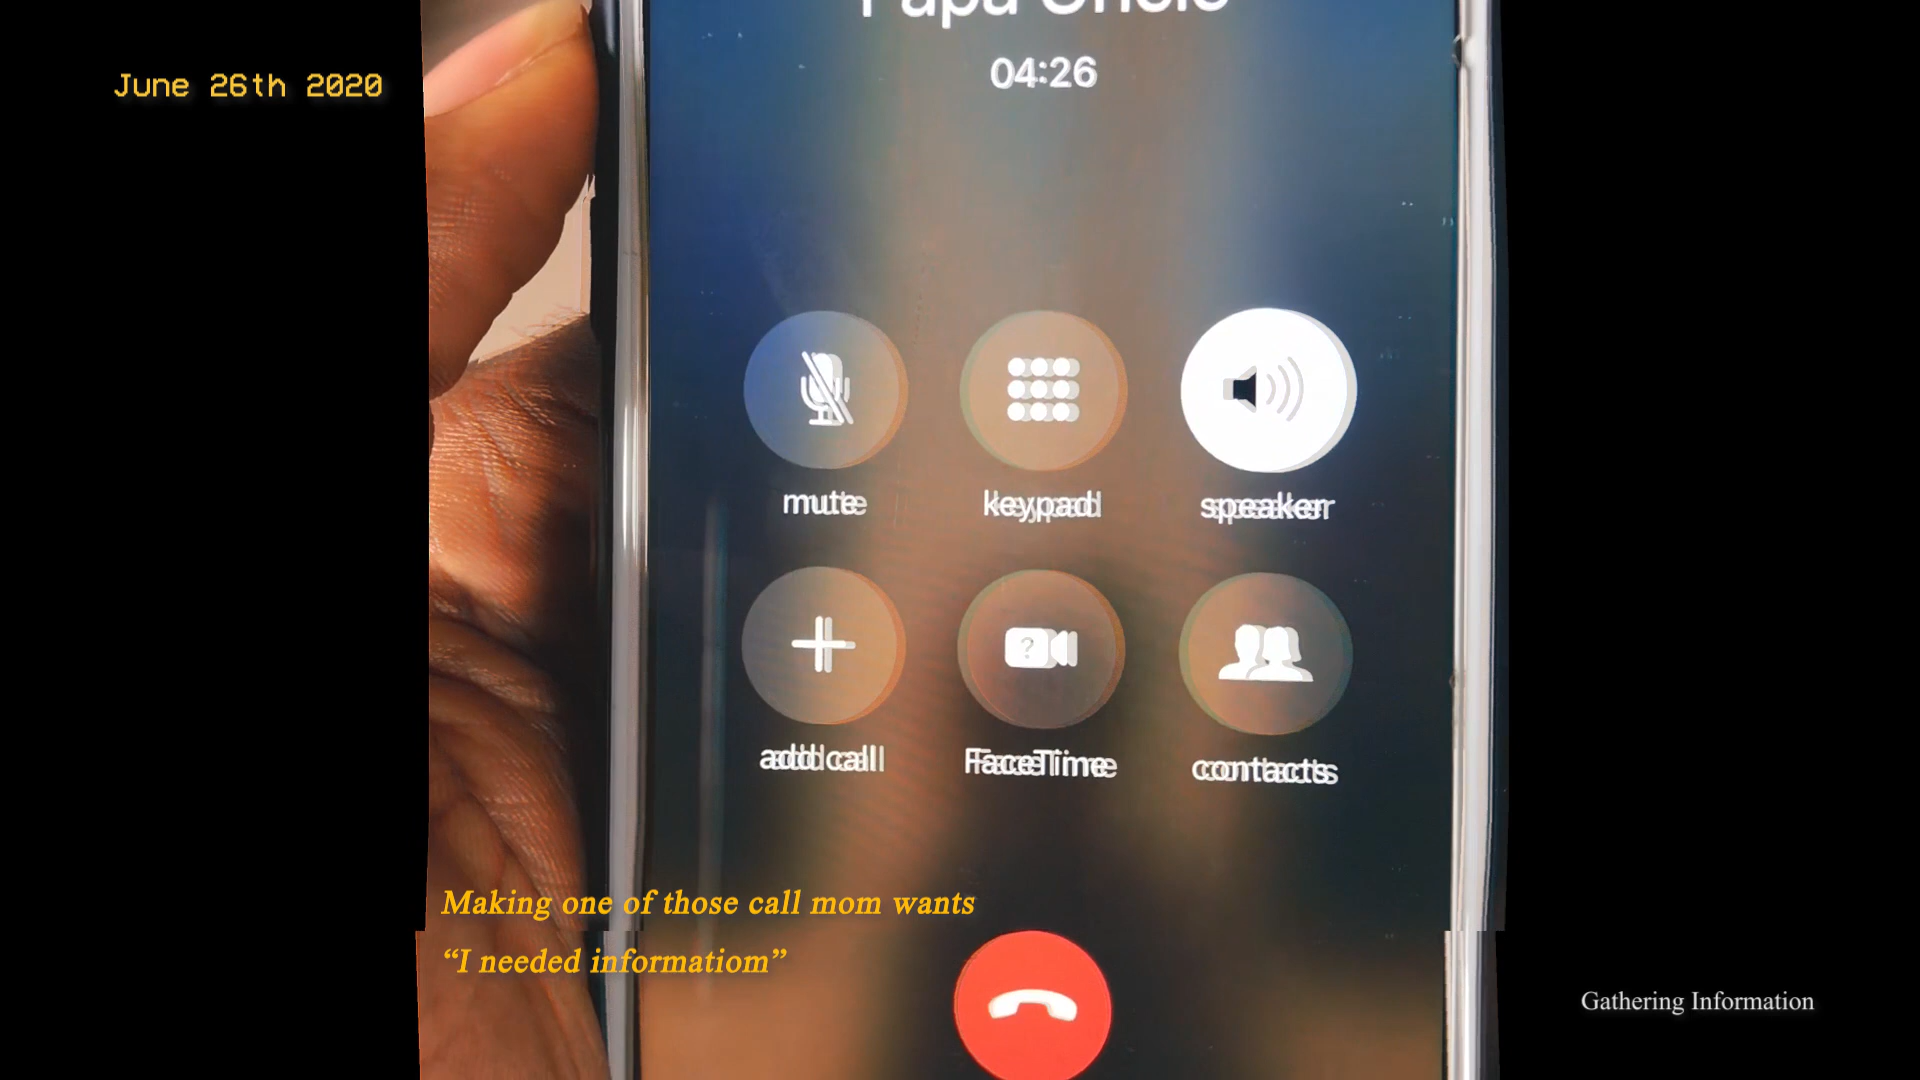 Papa
04:26
June 26th 2020
mute
keypad
speaker
add call
FaceTime
contacts
Making one of those call mom wants
“I needed informatiom”
Gathering Information